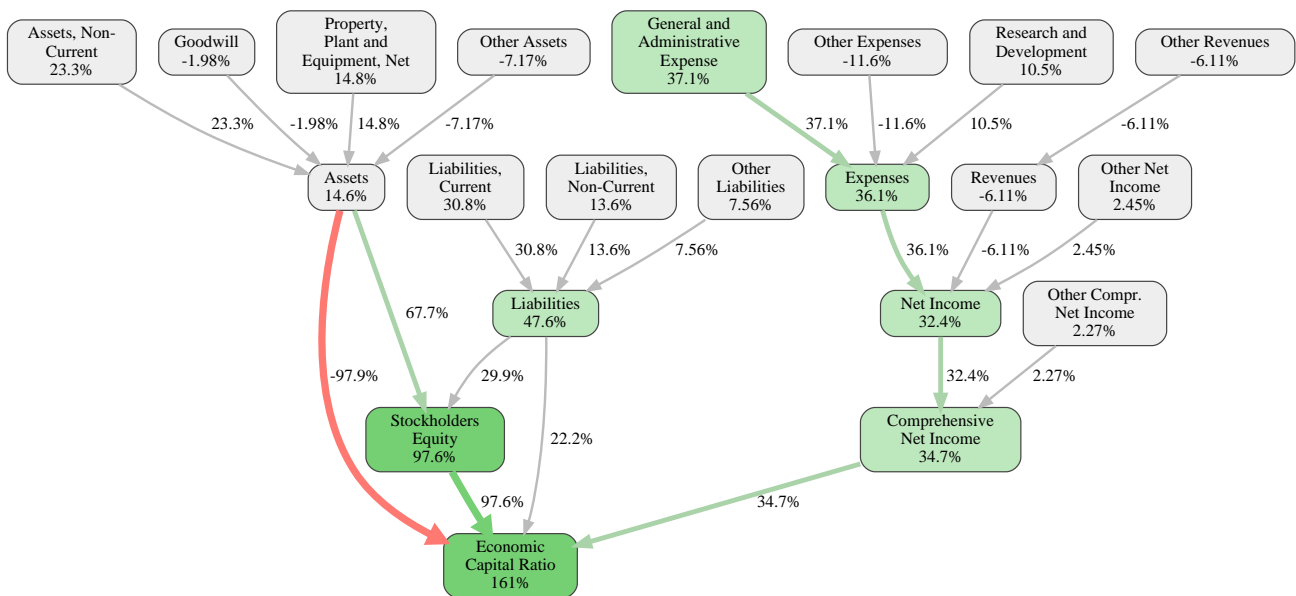 Assets, Non-
Current
23.3%
Goodwill
-1.98%
Property,
Plant and
Equipment, Net
14.8%
Other Assets
-7.17%
General and
Administrative
Expense
37.1%
Other Expenses
-11.6%
Research and
Development
10.5%
Other Revenues
-6.11%
23.3%
-1.98%
14.8%
-7.17%
37.1%
-11.6%
10.5%
-6.11%
Assets
14.6%
Liabilities,
Current
30.8%
Liabilities,
Non-Current
13.6%
Other
Liabilities
7.56%
Expenses
36.1%
Revenues
-6.11%
Other Net
Income
2.45%
67.7%
30.8%
13.6%
7.56%
36.1%
-6.11%
2.45%
Liabilities
47.6%
Net Income
32.4%
Other Compr.
Net Income
2.27%
-97.9%
29.9%
22.2%
32.4%
2.27%
Stockholders
Equity
97.6%
Comprehensive
Net Income
34.7%
97.6%
34.7%
Economic
Capital Ratio
161%